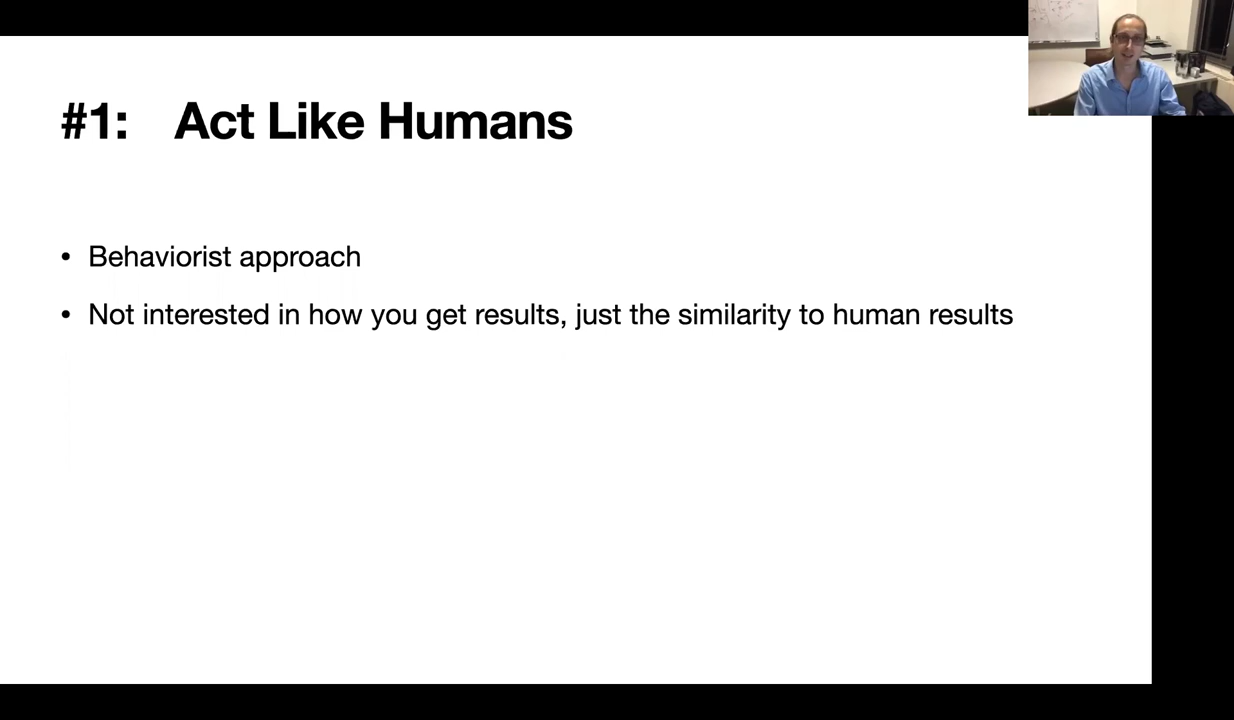 #1: Act Like Humans
• Behaviorist approach
• Not interested in how you get results, just the similarity to human results